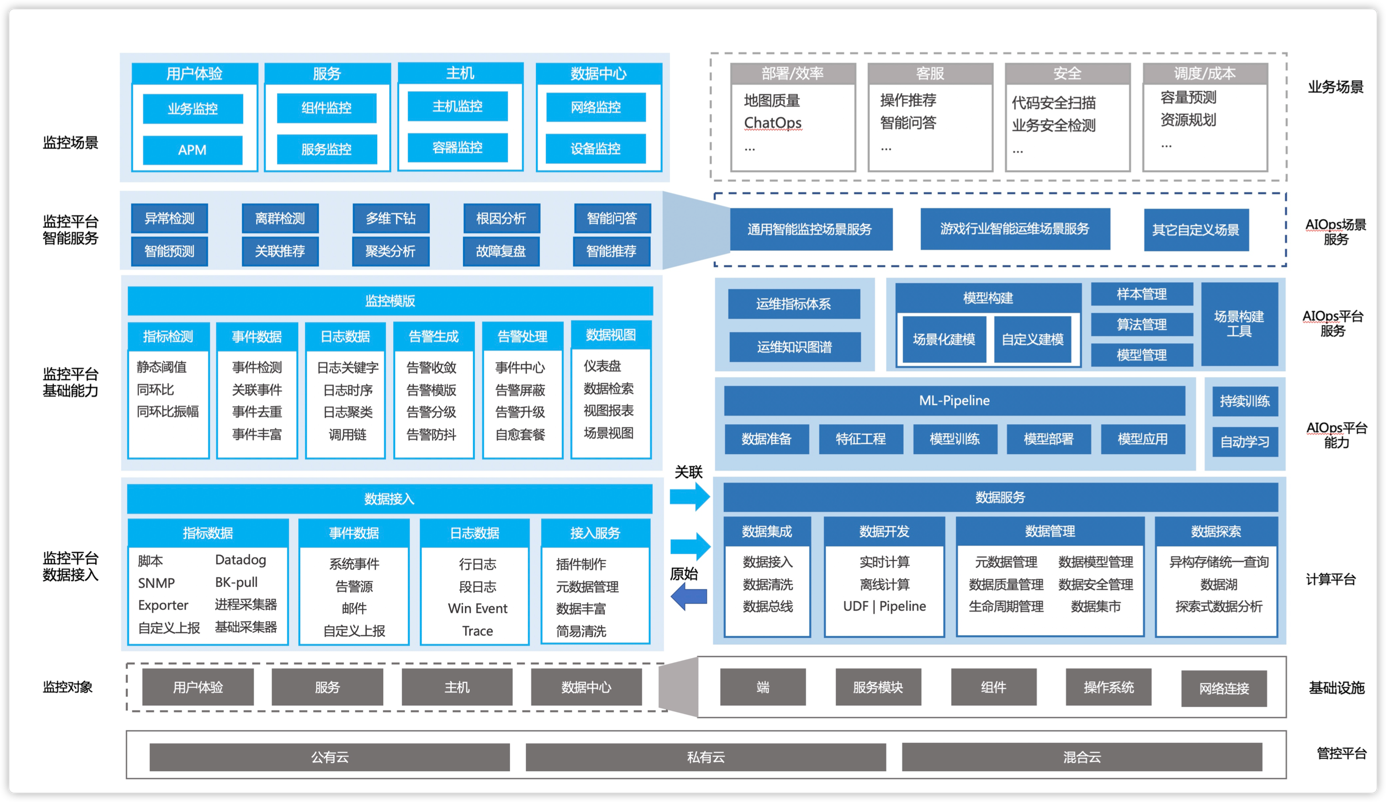 监控场景
用户体验
业务监控
APM
服务
组件监控
服务监控
主机
主机监控
容器监控
数据中心
网络监控
设备监控
部署/效率
地图质量
ChatOps
...
客服
操作推荐
智能问答
...
安全
代码安全扫描
业务安全检测
...
调度/成本
容量预测
资源规划
...
业务场景
监控平台
智能服务
异常检测
离群检测
多维下钻
根因分析
智能问答
智能预测
关联推荐
聚类分析
故障复盘
智能推荐
通用智能监控场景服务
游戏行业智能运维场景服务
其它自定义场景
AIOps场景
服务
监控平台
基础能力
监控模版
指标检测
静态阈值
同环比
同环比振幅
事件数据
事件检测
关联事件
事件去重
事件丰富
日志数据
日志关键字
日志时序
日志聚类
调用链
告警生成
告警收敛
告警模版
告警分级
告警防抖
告警处理
事件中心
告警屏蔽
告警升级
自愈套餐
数据视图
仪表盘
数据检索
视图报表
场景视图
运维指标体系
运维知识图谱
模型构建
场景化建模
自定义建模
样本管理
算法管理
模型管理
场景构建
工具
AIOps平台
服务
ML-Pipeline
数据准备
特征工程
模型训练
模型部署
模型应用
持续训练
自动学习
AIOps平台
能力
关联
原始
监控平台
数据接入
数据接入
指标数据
脚本
SNMP
Exporter
自定义上报
Datadog
BK-pull
进程采集器
基础采集器
事件数据
系统事件
告警源
邮件
自定义上报
日志数据
行日志
段日志
Win Event
Trace
接入服务
插件制作
元数据管理
数据丰富
简易清洗
数据服务
数据集成
数据接入
数据清洗
数据总线
数据开发
实时计算
离线计算
UDF | Pipeline
数据管理
元数据管理
数据质量管理
生命周期管理
数据模型管理
数据安全管理
数据集市
数据探索
异构存储统一查询
数据湖
探索式数据分析
计算平台
监控对象
用户体验
服务
主机
数据中心
端
服务模块
组件
操作系统
网络连接
基础设施
公有云
私有云
混合云
管控平台